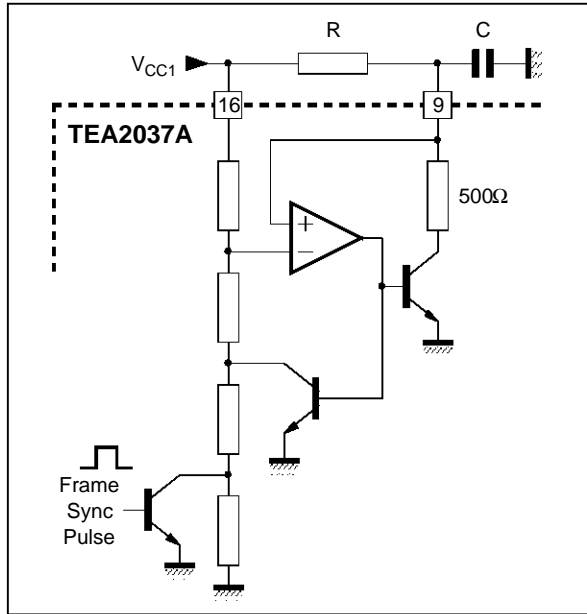 R
C
VCC1
16
9
TEA2037A
500Ω
+
−
Frame
Sync
Pulse